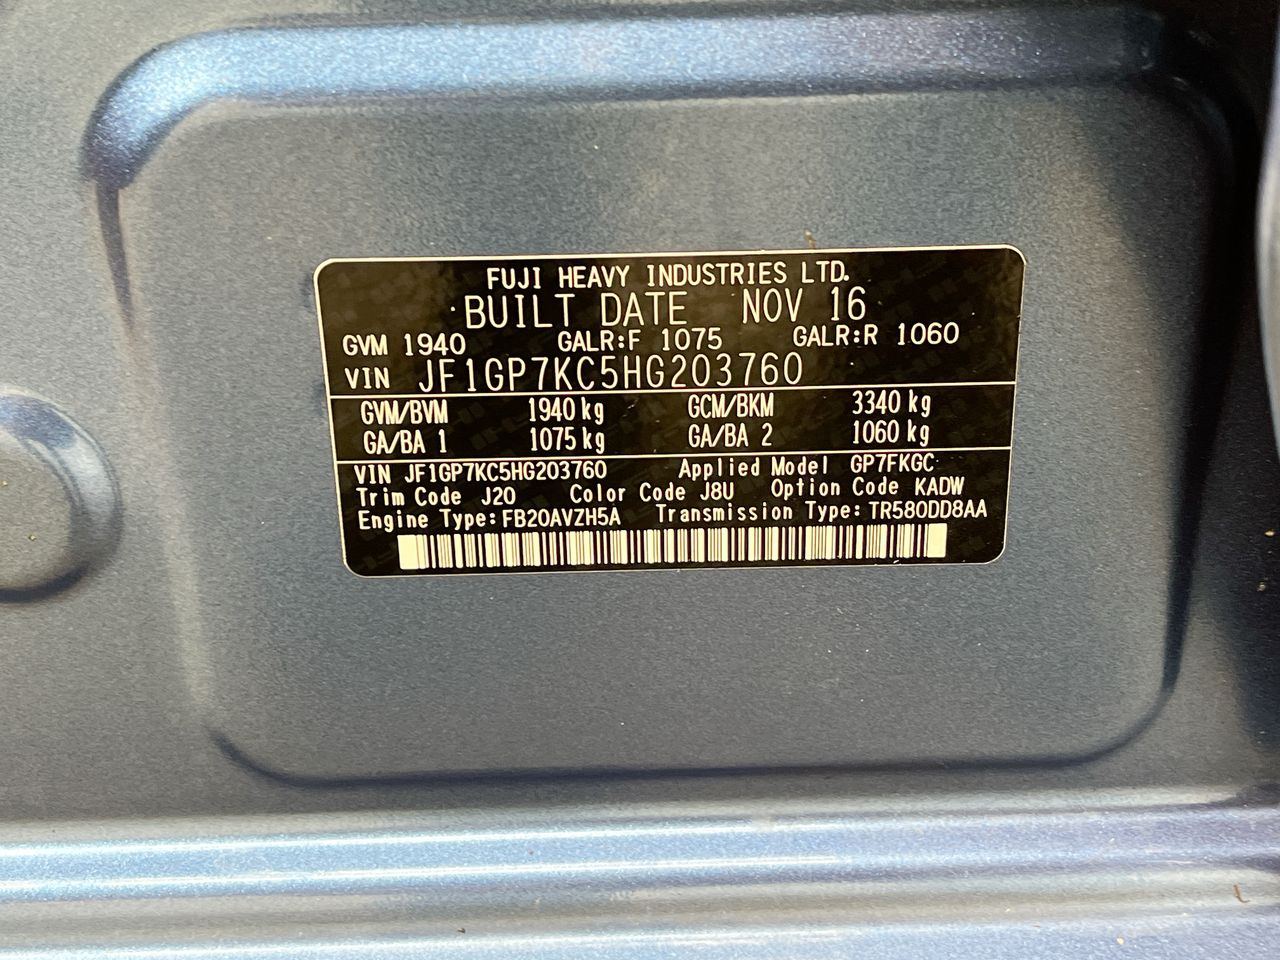 FUJI HEAVY INDUSTRIES LTD.
BUILT DATE NOV 16
GVM 1940 GALR:F 1075 GALR:R 1060
VIN JF1GP7KC5HG203760
GVM/BVM 1940 kg GCM/BKM 3340 kg
GA/BA 1 1075 kg GA/BA 2 1060 kg
VIN JF1GP7KC5HG203760 Applied Model GP7FKGC
Trim Code J20 Color Code J8U Option Code KADW
Engine Type: FB20AVZH5A Transmission Type: TR580DD8AA